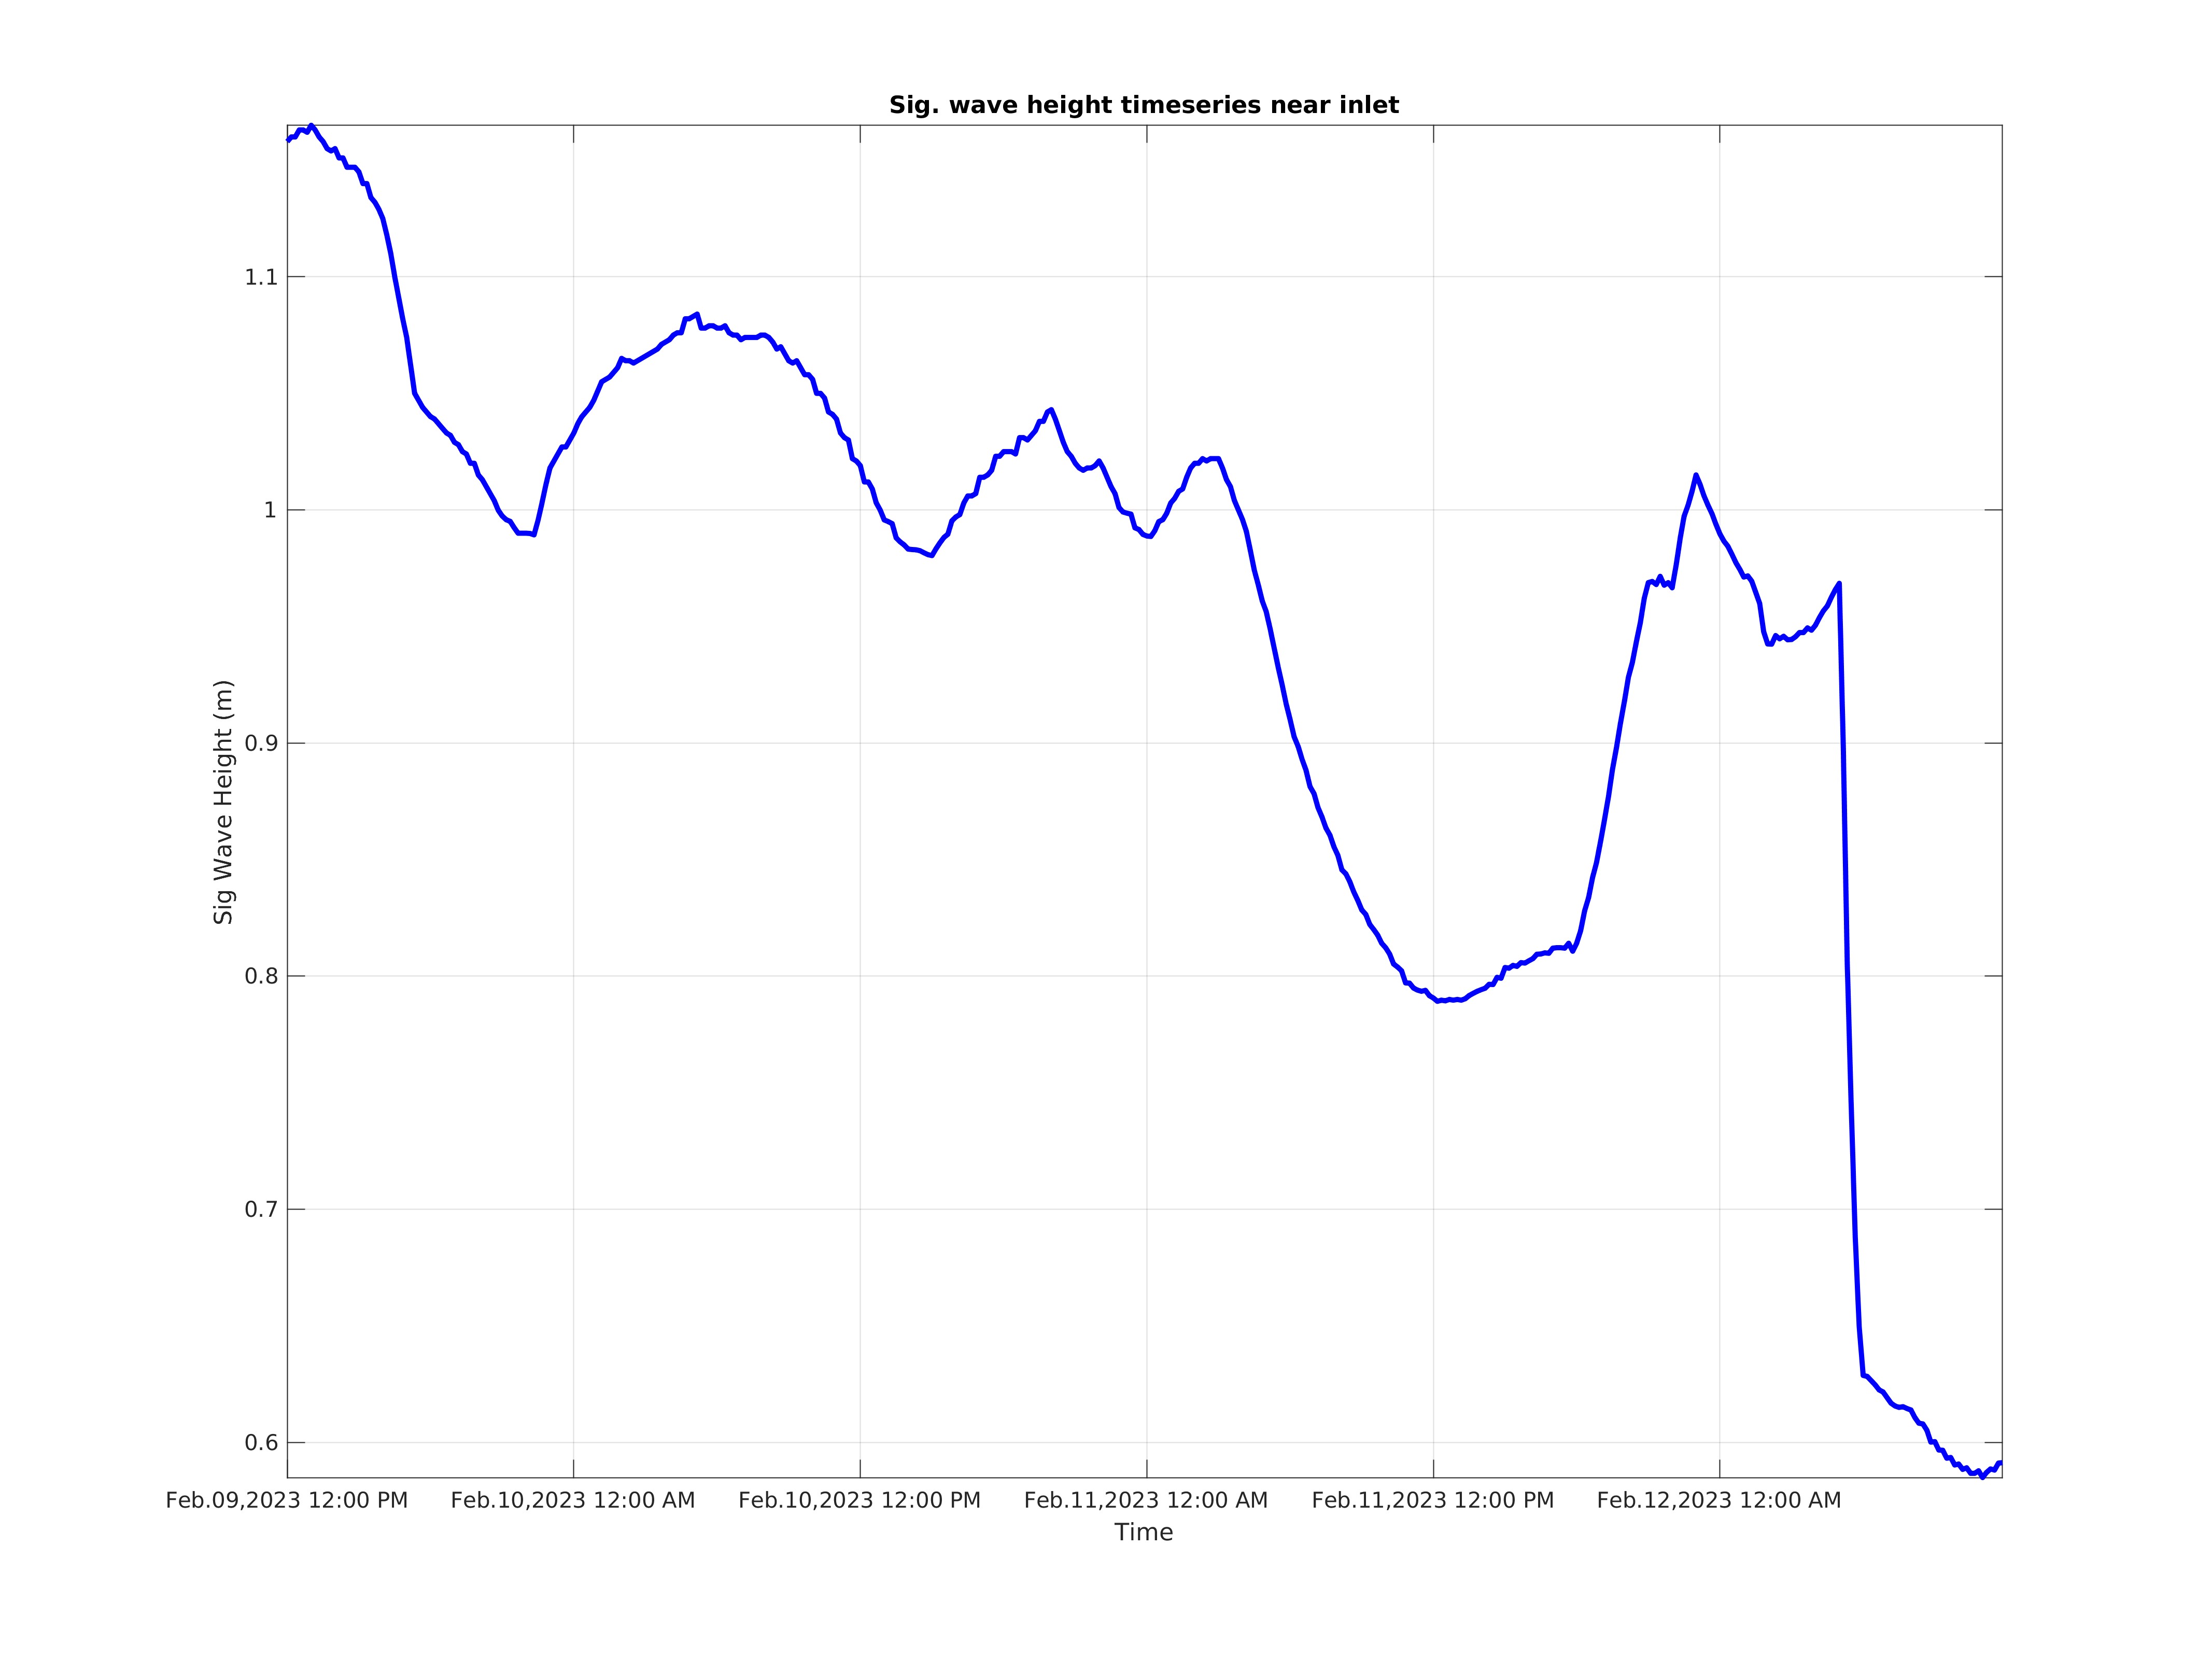 Sig. wave height timeseries near inlet
Sig Wave Height (m)
1.1
1
0.9
0.8
0.7
0.6
Feb.09,2023 12:00 PM Feb.10,2023 12:00 AM Feb.10,2023 12:00 PM Feb.11,2023 12:00 AM Feb.11,2023 12:00 PM Feb.12,2023 12:00 AM
Time